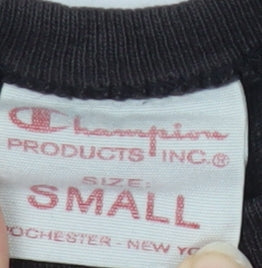 Champion
PRODUCTS INC.®
SIZE:
SMALL
ROCHESTER - NEW YO